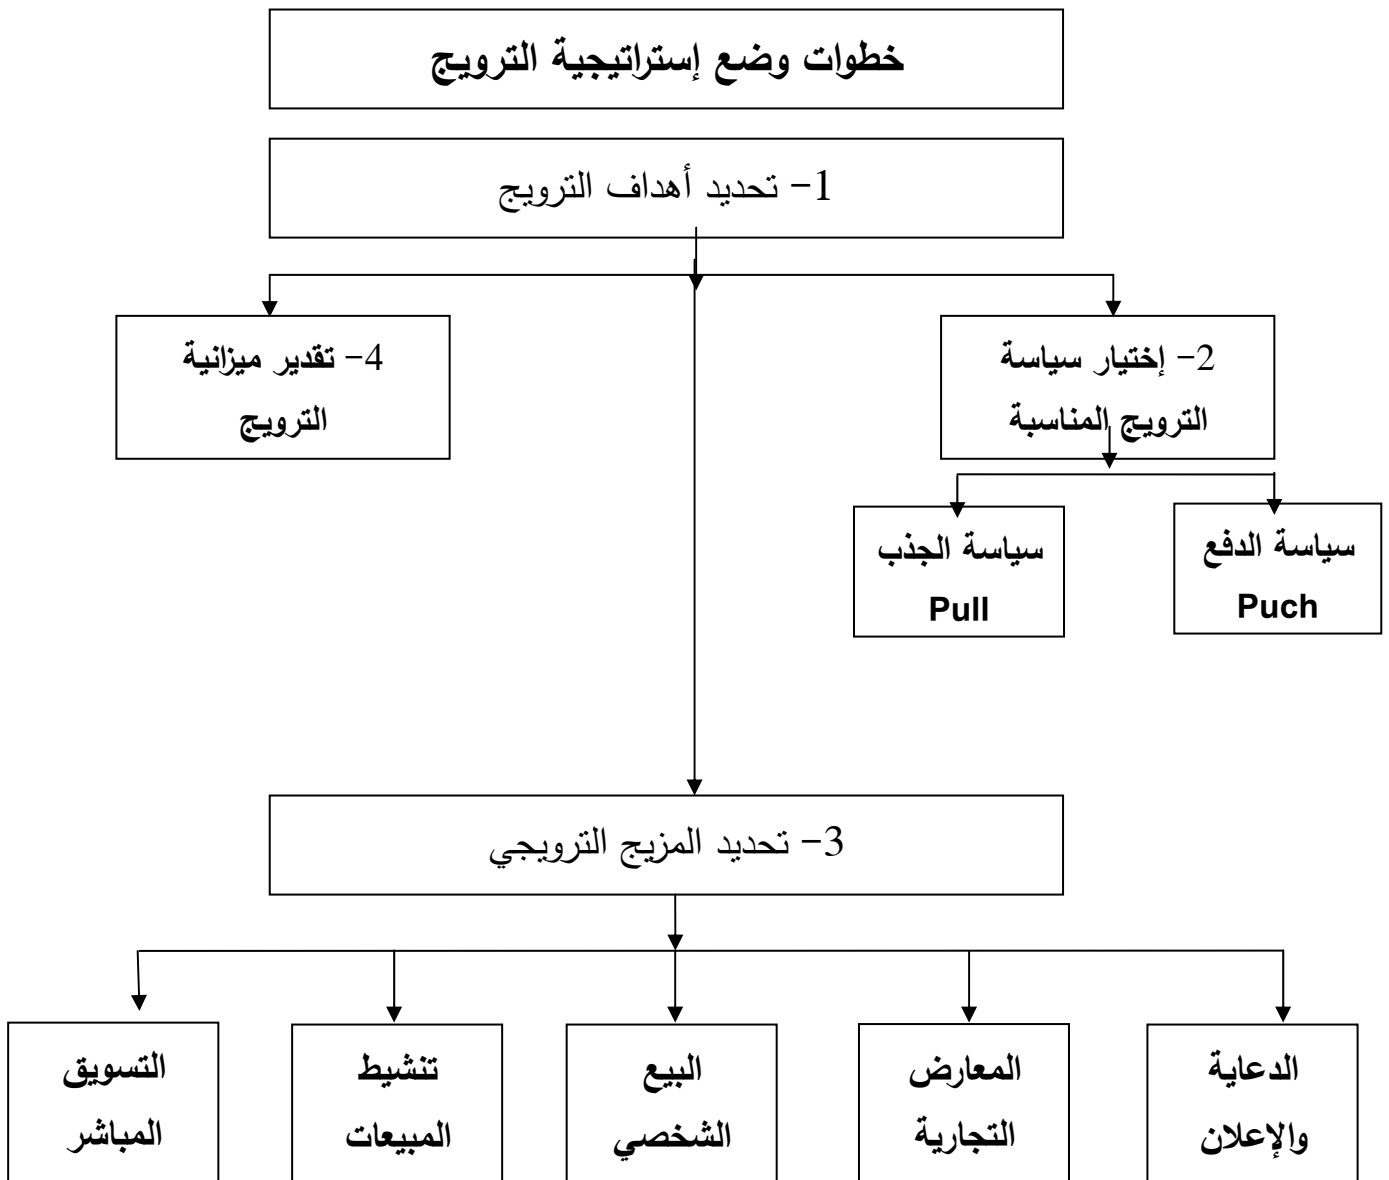 خطوات وضع إستراتيجية الترويج
1- تحديد أهداف الترويج
2- إختيار سياسة
الترويج المناسبة
4- تقدير ميزانية
الترويج
سياسة الدفع
Puch
سياسة الجذب
Pull
3- تحديد المزيج الترويجي
الدعاية
والإعلان
المعارض
التجارية
البيع
الشخصي
تنشيط
المبيعات
التسويق
المباشر